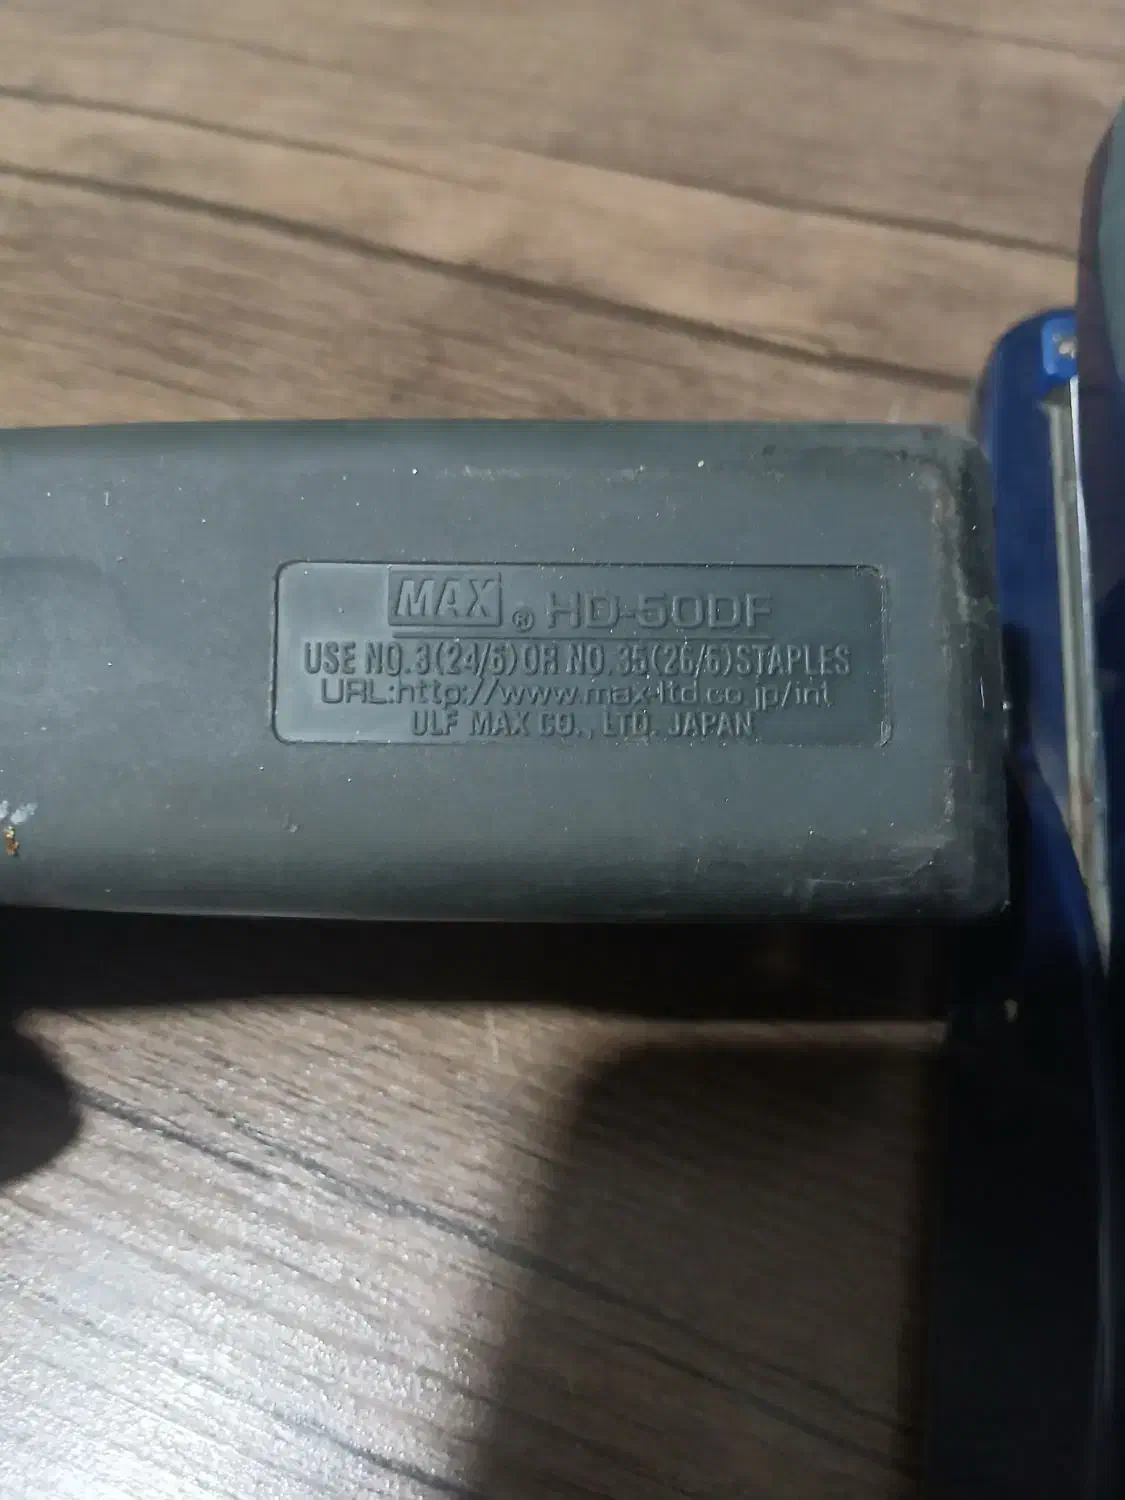 MAX® HD-50DF
USE NO.3(24/6)OR NO.35(26/6)STAPLES
URL:http://www.max-ltd.co.jp/int
ULF MAX CO., LTD. JAPAN